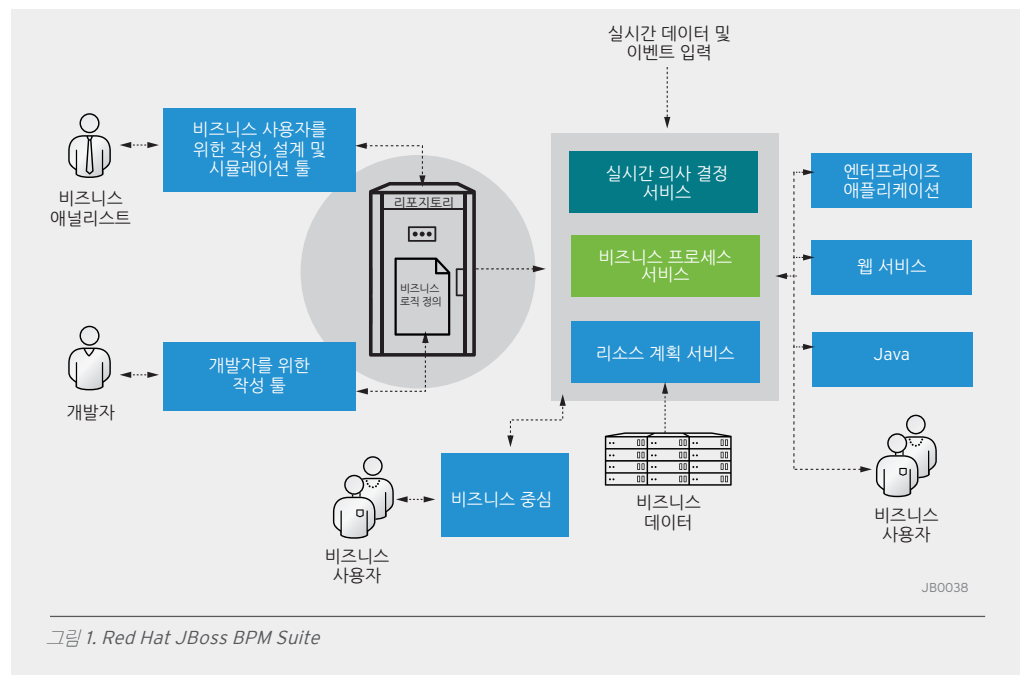 실시간 데이터 및
이벤트 입력
비즈니스 사용자를
위한 작성, 설계 및
시뮬레이션 툴
비즈니스
애널리스트
리포지토리
비즈니스
로직 정의
실시간 의사 결정
서비스
비즈니스 프로세스
서비스
리소스 계획 서비스
엔터프라이즈
애플리케이션
웹 서비스
Java
개발자를 위한
작성 툴
개발자
비즈니스 중심
비즈니스
사용자
비즈니스
데이터
비즈니스
사용자
JB0038
그림 1. Red Hat JBoss BPM Suite